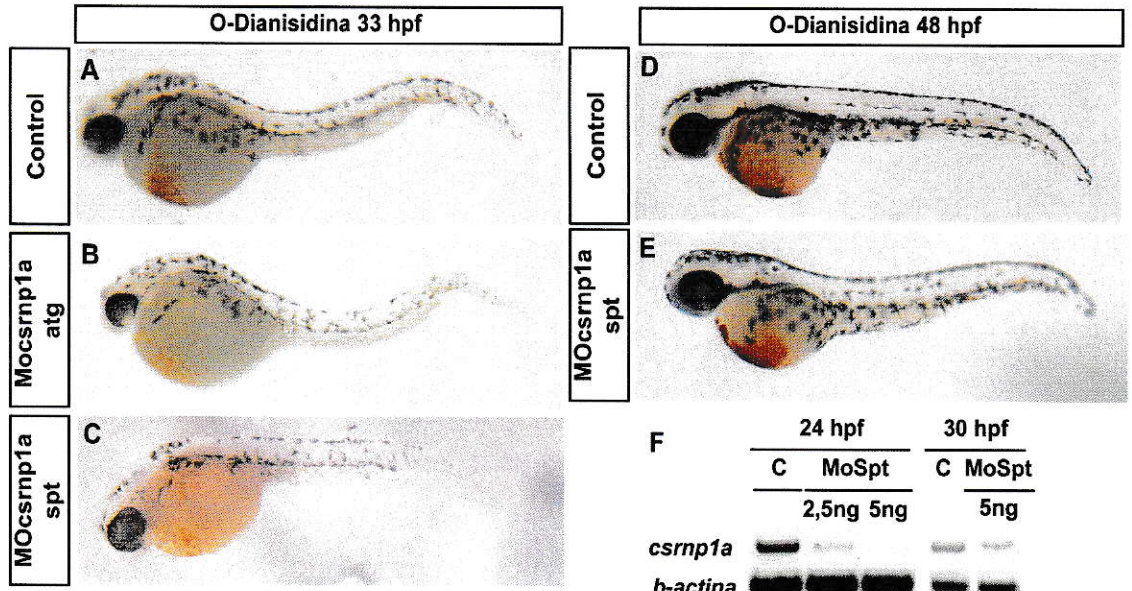 O-Dianisidina 33 hpf
O-Dianisidina 48 hpf
Control
A
Control
D
Mocsrnp1a
atg
B
MOcsrnp1a
spt
E
MOcsrnp1a
spt
C
F
24 hpf
30 hpf
C
MoSpt
C
MoSpt
2,5ng 5ng
5ng
csrnp1a
b-actina